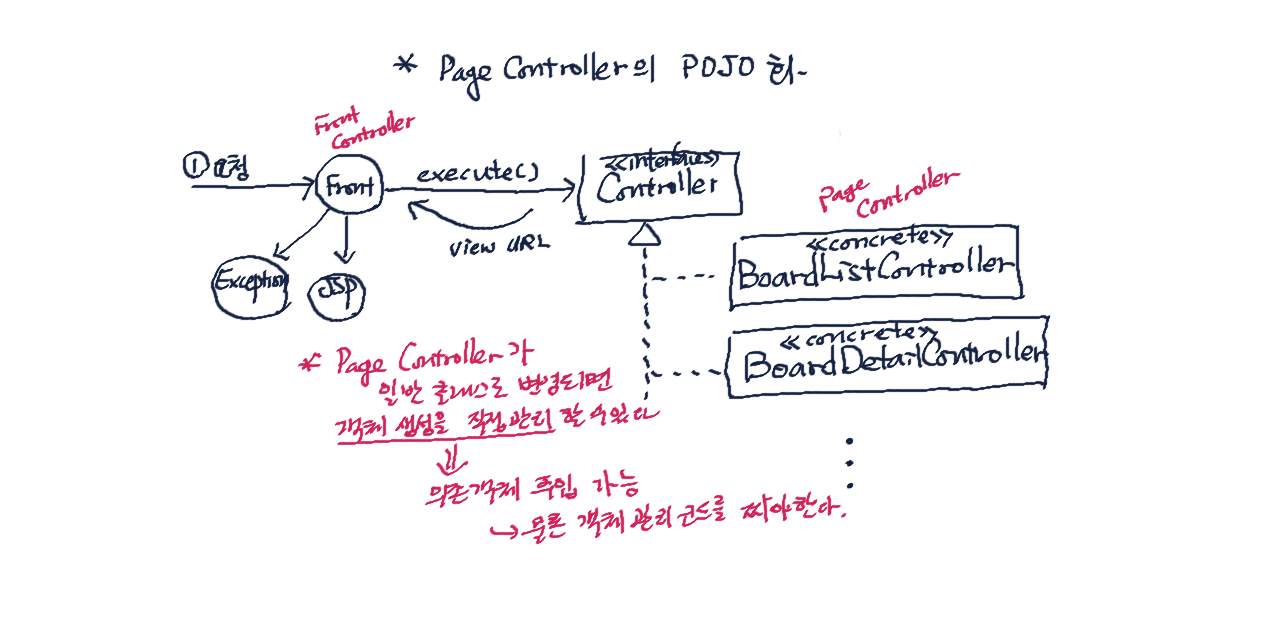 * Page Controller의 POJO 화.
Front
Controller
① 요청
Front
execute()
View URL
Exception
JSP
<<interface>>
Controller
Page
Controller
<<concrete>>
BoardListController
<<concrete>>
BoardDetailController
* Page Controller가
일반 클래스로 변경되면
객체 생성을 직접 관리 할 수 있다
의존객체 주입 가능
↳ 물론 객체 관리 코드를 짜야한다.